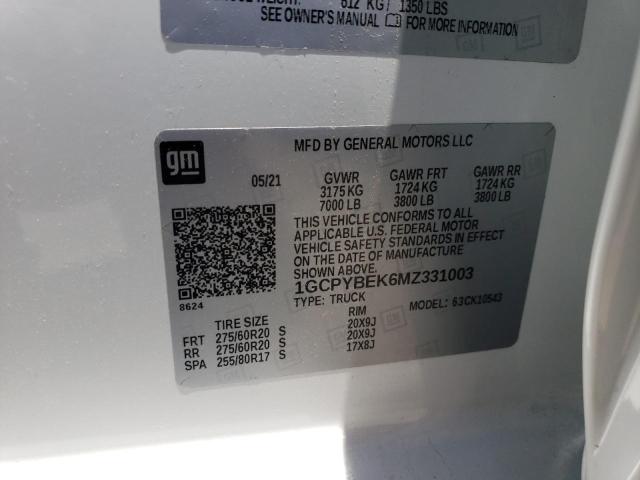 612 KG/ 1350 LBS
SEE OWNER'S MANUAL FOR MORE INFORMATION
gm
MFD BY GENERAL MOTORS LLC
05/21 GVWR GAWR FRT GAWR RR
3175 KG 1724 KG 1724 KG
7000 LB 3800 LB 3800 LB
THIS VEHICLE CONFORMS TO ALL
APPLICABLE U.S. FEDERAL MOTOR
VEHICLE SAFETY STANDARDS IN EFFECT
ON THE DATE OF MANUFACTURE
SHOWN ABOVE.
1GCPYBEK6MZ331003
8624 TYPE: TRUCK MODEL: 63CK10543
TIRE SIZE RIM
FRT 275/60R20 S 20X9J
RR 275/60R20 S 20X9J
SPA 255/80R17 S 17X8J